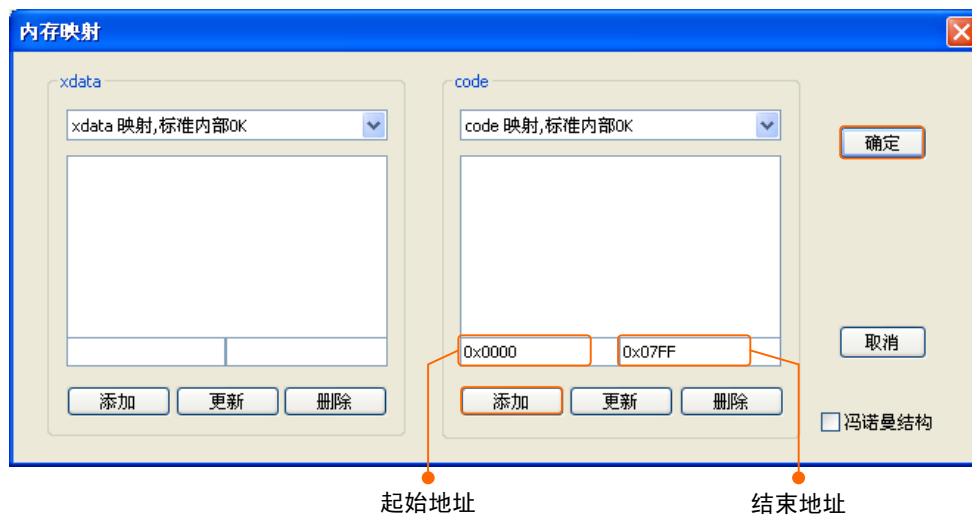 内存映射
xdata
xdata 映射,标准内部0K
添加
更新
删除
code
code 映射,标准内部0K
0x0000
0x07FF
添加
更新
删除
确定
取消
冯诺曼结构
起始地址
结束地址